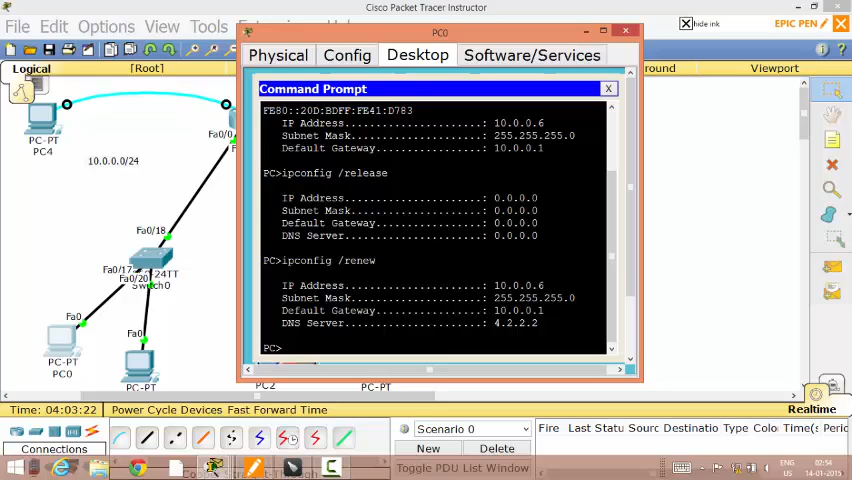 Cisco Packet Tracer Instructor
File Edit Options View Tools
hide ink
EPIC PEN
Logical
[Root]
round
Viewport
PC0
Physical Config Desktop Software/Services
Command Prompt
X
FE80::20D:BDFF:FE41:D783
IP Address......................: 10.0.0.6
Subnet Mask.....................: 255.255.255.0
Default Gateway.................: 10.0.0.1
PC>ipconfig /release
IP Address......................: 0.0.0.0
Subnet Mask.....................: 0.0.0.0
Default Gateway.................: 0.0.0.0
DNS Server......................: 0.0.0.0
PC>ipconfig /renew
IP Address......................: 10.0.0.6
Subnet Mask.....................: 255.255.255.0
Default Gateway.................: 10.0.0.1
DNS Server......................: 4.2.2.2
PC>
PC-PT
PC4
Fa0/0
10.0.0.0/24
Fa0/18
Fa0/17
Fa0/20
24TT
Switch0
Fa0
PC-PT
PC0
Fa0
PC-PT
PC2
PC-PT
Time: 04:03:22
Power Cycle Devices Fast Forward Time
Realtime
Connections
Scenario 0
New
Delete
Toggle PDU List Window
Fire Last Statu Sourc Destinatio Type Color Time(s Perio
ENG
US
02:54
14-01-2015